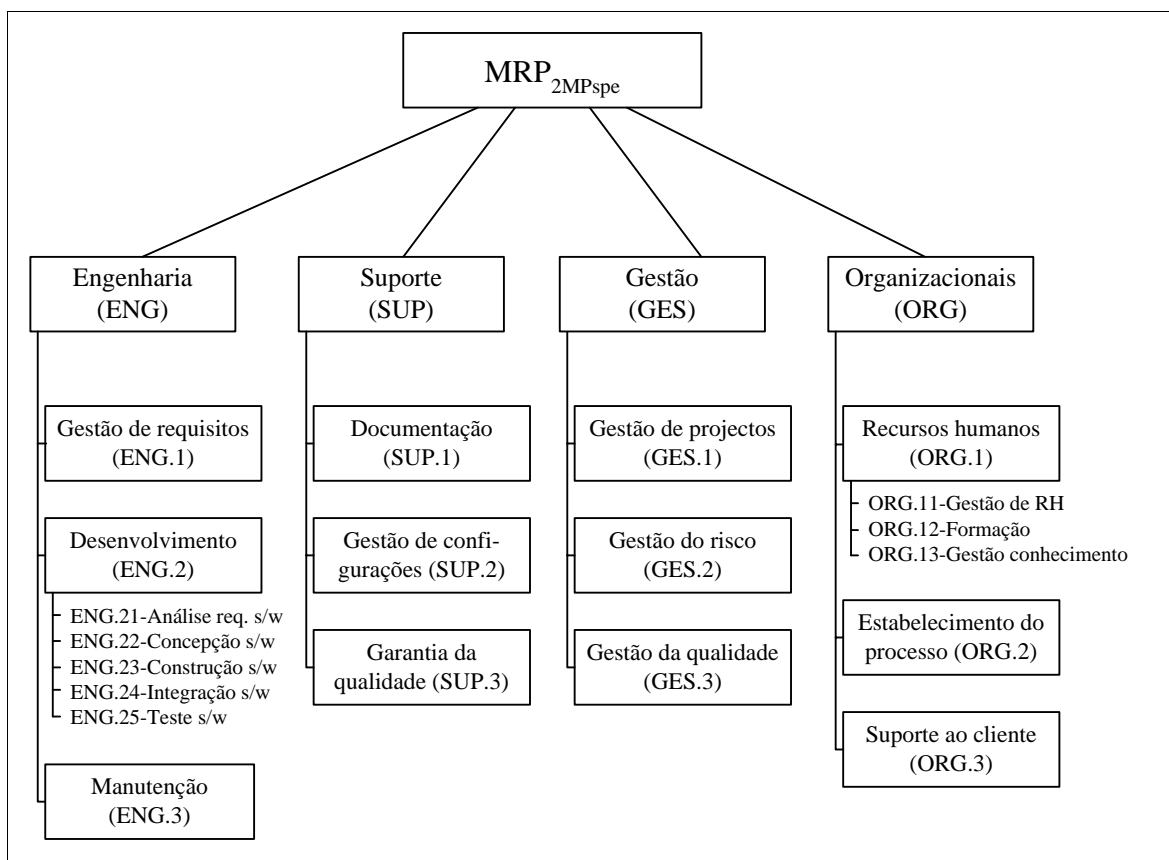 MRP2MPspe
Engenharia
(ENG)
Suporte
(SUP)
Gestão
(GES)
Organizacionais
(ORG)
Gestão de requisitos
(ENG.1)
Desenvolvimento
(ENG.2)
ENG.21-Análise req. s/w
ENG.22-Concepção s/w
ENG.23-Construção s/w
ENG.24-Integração s/w
ENG.25-Teste s/w
Manutenção
(ENG.3)
Documentação
(SUP.1)
Gestão de confi-
gurações (SUP.2)
Garantia da
qualidade (SUP.3)
Gestão de projectos
(GES.1)
Gestão do risco
(GES.2)
Gestão da qualidade
(GES.3)
Recursos humanos
(ORG.1)
ORG.11-Gestão de RH
ORG.12-Formação
ORG.13-Gestão conhecimento
Estabelecimento do
processo (ORG.2)
Suporte ao cliente
(ORG.3)